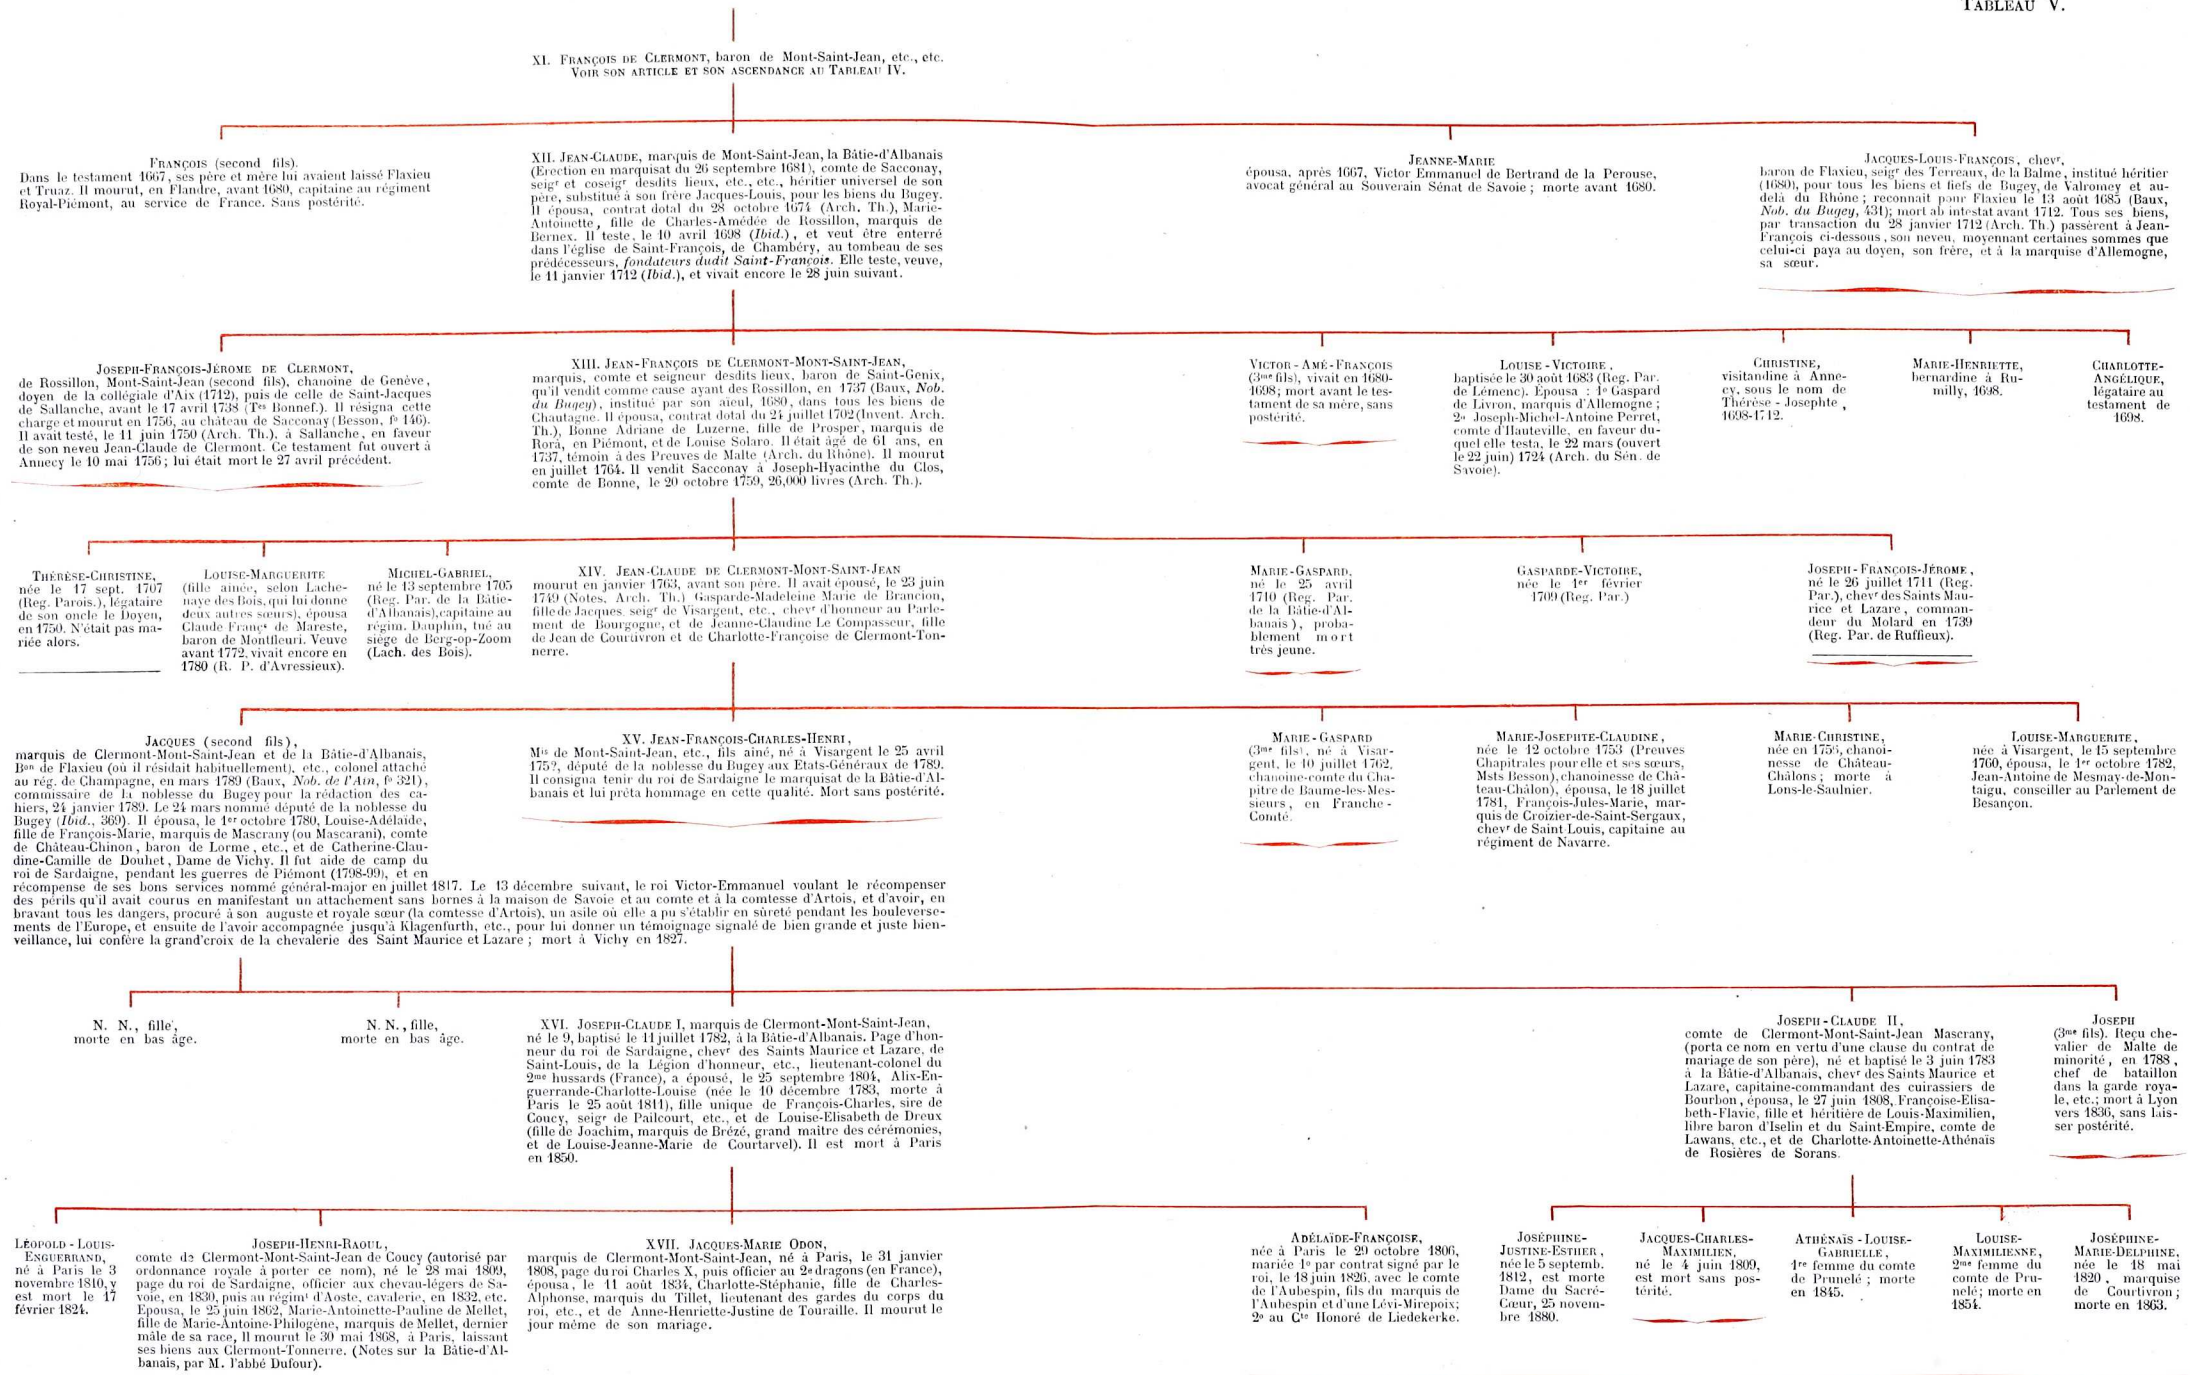 TABLEAU V.
XI. FRANÇOIS DE CLERMONT, baron de Mont-Saint-Jean, etc., etc.
VOIR SON ARTICLE ET SON ASCENDANCE AU TABLEAU IV.
FRANÇOIS (second fils).
Dans le testament 1667, ses père et mère lui avaient laissé Flaxieu
et Truaz. Il mourut, en Flandre, avant 1680, capitaine au régiment
Royal-Piémont, au service de France. Sans postérité.
XII. JEAN-CLAUDE, marquis de Mont-Saint-Jean, la Bâtie-d'Albanais
(Erection en marquisat du 26 septembre 1681), comte de Sacconay,
seigr et coseigr desdits lieux, etc., etc., héritier universel de son
père, substitué à son frère Jacques-Louis, pour les biens du Bugey.
Il épousa, contrat dotal du 28 octobre 1674 (Arch. Th.), Marie-
Antoinette, fille de Charles-Amédée de Rossillon, marquis de
Bernex. Il teste, le 10 avril 1698 (Ibid.), et veut être enterré
dans l'église de Saint-François, de Chambéry, au tombeau de ses
prédécesseurs, fondateurs dudit Saint-François. Elle teste, veuve,
le 11 janvier 1712 (Ibid.), et vivait encore le 28 juin suivant.
JEANNE-MARIE
épousa, après 1667, Victor Emmanuel de Bertrand de la Perouse,
avocat général au Souverain Sénat de Savoie ; morte avant 1680.
JACQUES-LOUIS-FRANÇOIS, chevr,
baron de Flaxieu, seigr des Terreaux, de la Balme, institué héritier
(1680), pour tous les biens et fiefs de Bugey, de Valromey et au-
delà du Rhône ; reconnait pour Flaxieu le 13 août 1685 (Baux,
Nob. du Bugey, 431); mort ab intestat avant 1712. Tous ses biens,
par transaction du 28 janvier 1712 (Arch. Th.) passèrent à Jean-
François ci-dessous, son neveu, moyennant certaines sommes que
celui-ci paya au doyen, son frère, et à la marquise d'Allemogne,
sa sœur.
JOSEPH-FRANÇOIS-JÉROME DE CLERMONT,
de Rossillon, Mont-Saint-Jean (second fils), chanoine de Genève,
doyen de la collégiale d'Aix (1712), puis de celle de Saint-Jacques
de Sallanche, avant le 17 avril 1738 (Tes Bonnef.). Il résigna cette
charge et mourut en 1756, au château de Sacconay (Besson, fo 146).
Il avait testé, le 11 juin 1750 (Arch. Th.), à Sallanche, en faveur
de son neveu Jean-Claude de Clermont. Ce testament fut ouvert à
Annecy le 10 mai 1756 ; lui était mort le 27 avril précédent.
XIII. JEAN-FRANÇOIS DE CLERMONT-MONT-SAINT-JEAN,
marquis, comte et seigneur desdits lieux, baron de Saint-Genix,
qu'il vendit comme cause ayant des Rossillon, en 1737 (Baux, Nob.
du Bugey), institué par son aieul, 1680, dans tous les biens de
Chautagne. Il épousa, contrat dotal du 24 juillet 1702 (Invent. Arch.
Th.), Bonne Adriane de Luzerne, fille de Prosper, marquis de
Rorà, en Piémont, et de Louise Solaro. Il était âgé de 61 ans, en
1737, témoin à des Preuves de Malte (Arch. du Rhône). Il mourut
en juillet 1764. Il vendit Sacconay à Joseph-Hyacinthe du Clos,
comte de Bonne, le 20 octobre 1759, 26,000 livres (Arch. Th.).
VICTOR-AMÉ-FRANÇOIS
(3me fils), vivait en 1680-
1698; mort avant le tes-
tament de sa mère, sans
postérité.
LOUISE-VICTOIRE,
baptisée le 30 août 1683 (Reg. Par.
de Lémenc). Épousa : 1o Gaspard
de Livron, marquis d'Allemogne ;
2o Joseph-Michel-Antoine Perret,
comte d'Hauteville, en faveur du-
quel elle testa, le 22 mars (ouvert
le 22 juin) 1724 (Arch. du Sén. de
Savoie).
CHRISTINE,
visitandine à Anne-
cy, sous le nom de
Thérèse-Josephte,
1698-1712.
MARIE-HENRIETTE,
bernardine à Ru-
milly, 1698.
CHARLOTTE-
ANGÉLIQUE,
légataire au
testament de
1698.
THÉRÈSE-CHRISTINE,
née le 17 sept. 1707
(Reg. Parois.), légataire
de son oncle le Doyen,
en 1750. N'était pas ma-
riée alors.
LOUISE-MARGUERITE
(fille ainée, selon Lache-
naye des Bois, qui lui donne
deux autres sœurs), épousa
Claude Franç. de Mareste,
baron de Montfleuri. Veuve
avant 1772, vivait encore en
1780 (R. P. d'Avressieux).
MICHEL-GABRIEL,
né le 13 septembre 1705
(Reg. Par. de la Bâtie-
d'Albanais), capitaine au
régim. Dauphin, tué au
siège de Berg-op-Zoom
(Lach. des Bois).
XIV. JEAN-CLAUDE DE CLERMONT-MONT-SAINT-JEAN
mourut en janvier 1763, avant son père. Il avait épousé, le 23 juin
1749 (Notes. Arch. Th.) Gasparde-Madeleine Marie de Brancion,
fille de Jacques, seigr de Visargent, etc., chevr d'honneur au Parle-
ment de Bourgogne, et de Jeanne-Claudine Le Compasseur, fille
de Jean de Courtivron et de Charlotte-Françoise de Clermont-Ton-
nerre.
MARIE-GASPARD,
né le 25 avril
1710 (Reg. Par.
de la Bâtie-d'Al-
banais), proba-
blement mort
très jeune.
GASPARDE-VICTOIRE,
née le 1er février
1709 (Reg. Par.)
JOSEPH-FRANÇOIS-JÉROME,
né le 26 juillet 1711 (Reg.
Par.), chevr des Saints Mau-
rice et Lazare, comman-
deur du Molard en 1739
(Reg. Par. de Ruffieux).
JACQUES (second fils),
marquis de Clermont-Mont-Saint-Jean et de la Bâtie-d'Albanais,
Bon de Flaxieu (où il résidait habituellement), etc., colonel attaché
au rég. de Champagne, en mars 1789 (Baux, Nob. de l'Ain, fo 321),
commissaire de la noblesse du Bugey pour la rédaction des ca-
hiers, 24 janvier 1789. Le 24 mars nommé député de la noblesse du
Bugey (Ibid., 369). Il épousa, le 1er octobre 1780, Louise-Adélaïde,
fille de François-Marie, marquis de Mascrany (ou Mascarani), comte
de Château-Chinon, baron de Lorme, etc., et de Catherine-Clau-
dine-Camille de Douhet, Dame de Vichy. Il fut aide de camp du
roi de Sardaigne, pendant les guerres de Piémont (1798-99), et en
récompense de ses bons services nommé général-major en juillet 1817. Le 13 décembre suivant, le roi Victor-Emmanuel voulant le récompenser
des périls qu'il avait courus en manifestant un attachement sans bornes à la maison de Savoie et au comte et à la comtesse d'Artois, et d'avoir, en
bravant tous les dangers, procuré à son auguste et royale sœur (la comtesse d'Artois), un asile où elle a pu s'établir en sûreté pendant les bouleverse-
ments de l'Europe, et ensuite de l'avoir accompagnée jusqu'à Klagenfurth, etc., pour lui donner un témoignage signalé de bien grande et juste bien-
veillance, lui confère la grand'croix de la chevalerie des Saint Maurice et Lazare ; mort à Vichy en 1827.
XV. JEAN-FRANÇOIS-CHARLES-HENRI,
Mis de Mont-Saint-Jean, etc., fils ainé, né à Visargent le 25 avril
175?, député de la noblesse du Bugey aux Etats-Généraux de 1789.
Il consigna tenir du roi de Sardaigne le marquisat de la Bâtie-d'Al-
banais et lui prêta hommage en cette qualité. Mort sans postérité.
MARIE-GASPARD
(3me fils), né à Visar-
gent, le 10 juillet 1762,
chanoine-comte du Cha-
pitre de Baume-les-Mes-
sieurs, en Franche-
Comté.
MARIE-JOSEPHTE-CLAUDINE,
née le 12 octobre 1753 (Preuves
Chapitrales pour elle et ses sœurs,
Msts Besson), chanoinesse de Châ-
teau-Châlon), épousa, le 18 juillet
1781, François-Jules-Marie, mar-
quis de Croizier-de-Saint-Sergaux,
chevr de Saint-Louis, capitaine au
régiment de Navarre.
MARIE-CHRISTINE,
née en 1756, chanoi-
nesse de Château-
Châlons ; morte à
Lons-le-Saulnier.
LOUISE-MARGUERITE,
née à Visargent, le 15 septembre
1760, épousa, le 1er octobre 1782,
Jean-Antoine de Mesmay-de-Mon-
taigu, conseiller au Parlement de
Besançon.
N. N., fille,
morte en bas âge.
N. N., fille,
morte en bas âge.
XVI. JOSEPH-CLAUDE I, marquis de Clermont-Mont-Saint-Jean,
né le 9, baptisé le 11 juillet 1782, à la Bâtie-d'Albanais. Page d'hon-
neur du roi de Sardaigne, chevr des Saints Maurice et Lazare, de
Saint-Louis, de la Légion d'honneur, etc., lieutenant-colonel du
2me hussards (France), a épousé, le 25 septembre 1804, Alix-En-
guerrande-Charlotte-Louise (née le 10 décembre 1783, morte à
Paris le 25 août 1811), fille unique de François-Charles, sire de
Coucy, seigr de Pailcourt, etc., et de Louise-Elisabeth de Dreux
(fille de Joachim, marquis de Brézé, grand maitre des cérémonies,
et de Louise-Jeanne-Marie de Courtarvel). Il est mort à Paris
en 1850.
JOSEPH-CLAUDE II,
comte de Clermont-Mont-Saint-Jean Mascrany,
(porta ce nom en vertu d'une clause du contrat de
mariage de son père), né et baptisé le 3 juin 1783
à la Bâtie-d'Albanais, chevr des Saints Maurice et
Lazare, capitaine-commandant des cuirassiers de
Bourbon, épousa, le 27 juin 1808, Françoise-Elisa-
beth-Flavie, fille et héritière de Louis-Maximilien,
libre baron d'Iselin et du Saint-Empire, comte de
Lawans, etc., et de Charlotte-Antoinette-Athénaïs
de Rosières de Sorans.
JOSEPH
(3me fils). Reçu che-
valier de Malte de
minorité, en 1788,
chef de bataillon
dans la garde roya-
le, etc.; mort à Lyon
vers 1836, sans lais-
ser postérité.
LÉOPOLD-LOUIS-
ENGUERRAND,
né à Paris le 3
novembre 1810, y
est mort le 17
février 1824.
JOSEPH-HENRI-RAOUL,
comte de Clermont-Mont-Saint-Jean de Coucy (autorisé par
ordonnance royale à porter ce nom), né le 28 mai 1809,
page du roi de Sardaigne, officier aux chevau-légers de Sa-
voie, en 1830, puis au régimt d'Aoste, cavalerie, en 1832, etc.
Epousa, le 25 juin 1862, Marie-Antoinette-Pauline de Mellet,
fille de Marie-Antoine-Philogène, marquis de Mellet, dernier
mâle de sa race, Il mourut le 30 mai 1868, à Paris, laissant
ses biens aux Clermont-Tonnerre. (Notes sur la Bâtie-d'Al-
banais, par M. l'abbé Dufour).
XVII. JACQUES-MARIE ODON,
marquis de Clermont-Mont-Saint-Jean, né à Paris, le 31 janvier
1808, page du roi Charles X, puis officier au 2e dragons (en France),
épousa, le 11 août 1834, Charlotte-Stéphanie, fille de Charles-
Alphonse, marquis du Tillet, lieutenant des gardes du corps du
roi, etc., et de Anne-Henriette-Justine de Touraille. Il mourut le
jour même de son mariage.
ADÉLAÏDE-FRANÇOISE,
née à Paris le 29 octobre 1806,
mariée 1o par contrat signé par le
roi, le 18 juin 1826, avec le comte
de l'Aubespin, fils du marquis de
l'Aubespin et d'une Lévi-Mirepoix;
2o au Cte Honoré de Liedekerke.
JOSÉPHINE-
JUSTINE-ESTHER,
née le 5 septemb.
1812, est morte
Dame du Sacré-
Cœur, 25 novem-
bre 1880.
JACQUES-CHARLES-
MAXIMILIEN,
né le 4 juin 1809,
est mort sans pos-
térité.
ATHÉNAÏS-LOUISE-
GABRIELLE,
1re femme du comte
de Prunelé ; morte
en 1845.
LOUISE-
MAXIMILIENNE,
2me femme du
comte de Pru-
nelé; morte en
1854.
JOSÉPHINE-
MARIE-DELPHINE,
née le 18 mai
1820, marquise
de Courtivron ;
morte en 1863.